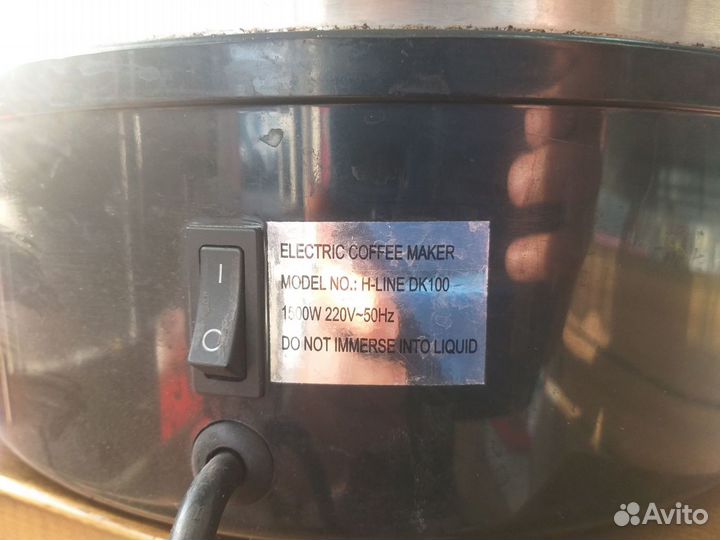 ELECTRIC COFFEE MAKER
MODEL NO.: H-LINE DK100
1500W 220V~50Hz
DO NOT IMMERSE INTO LIQUID
Avito